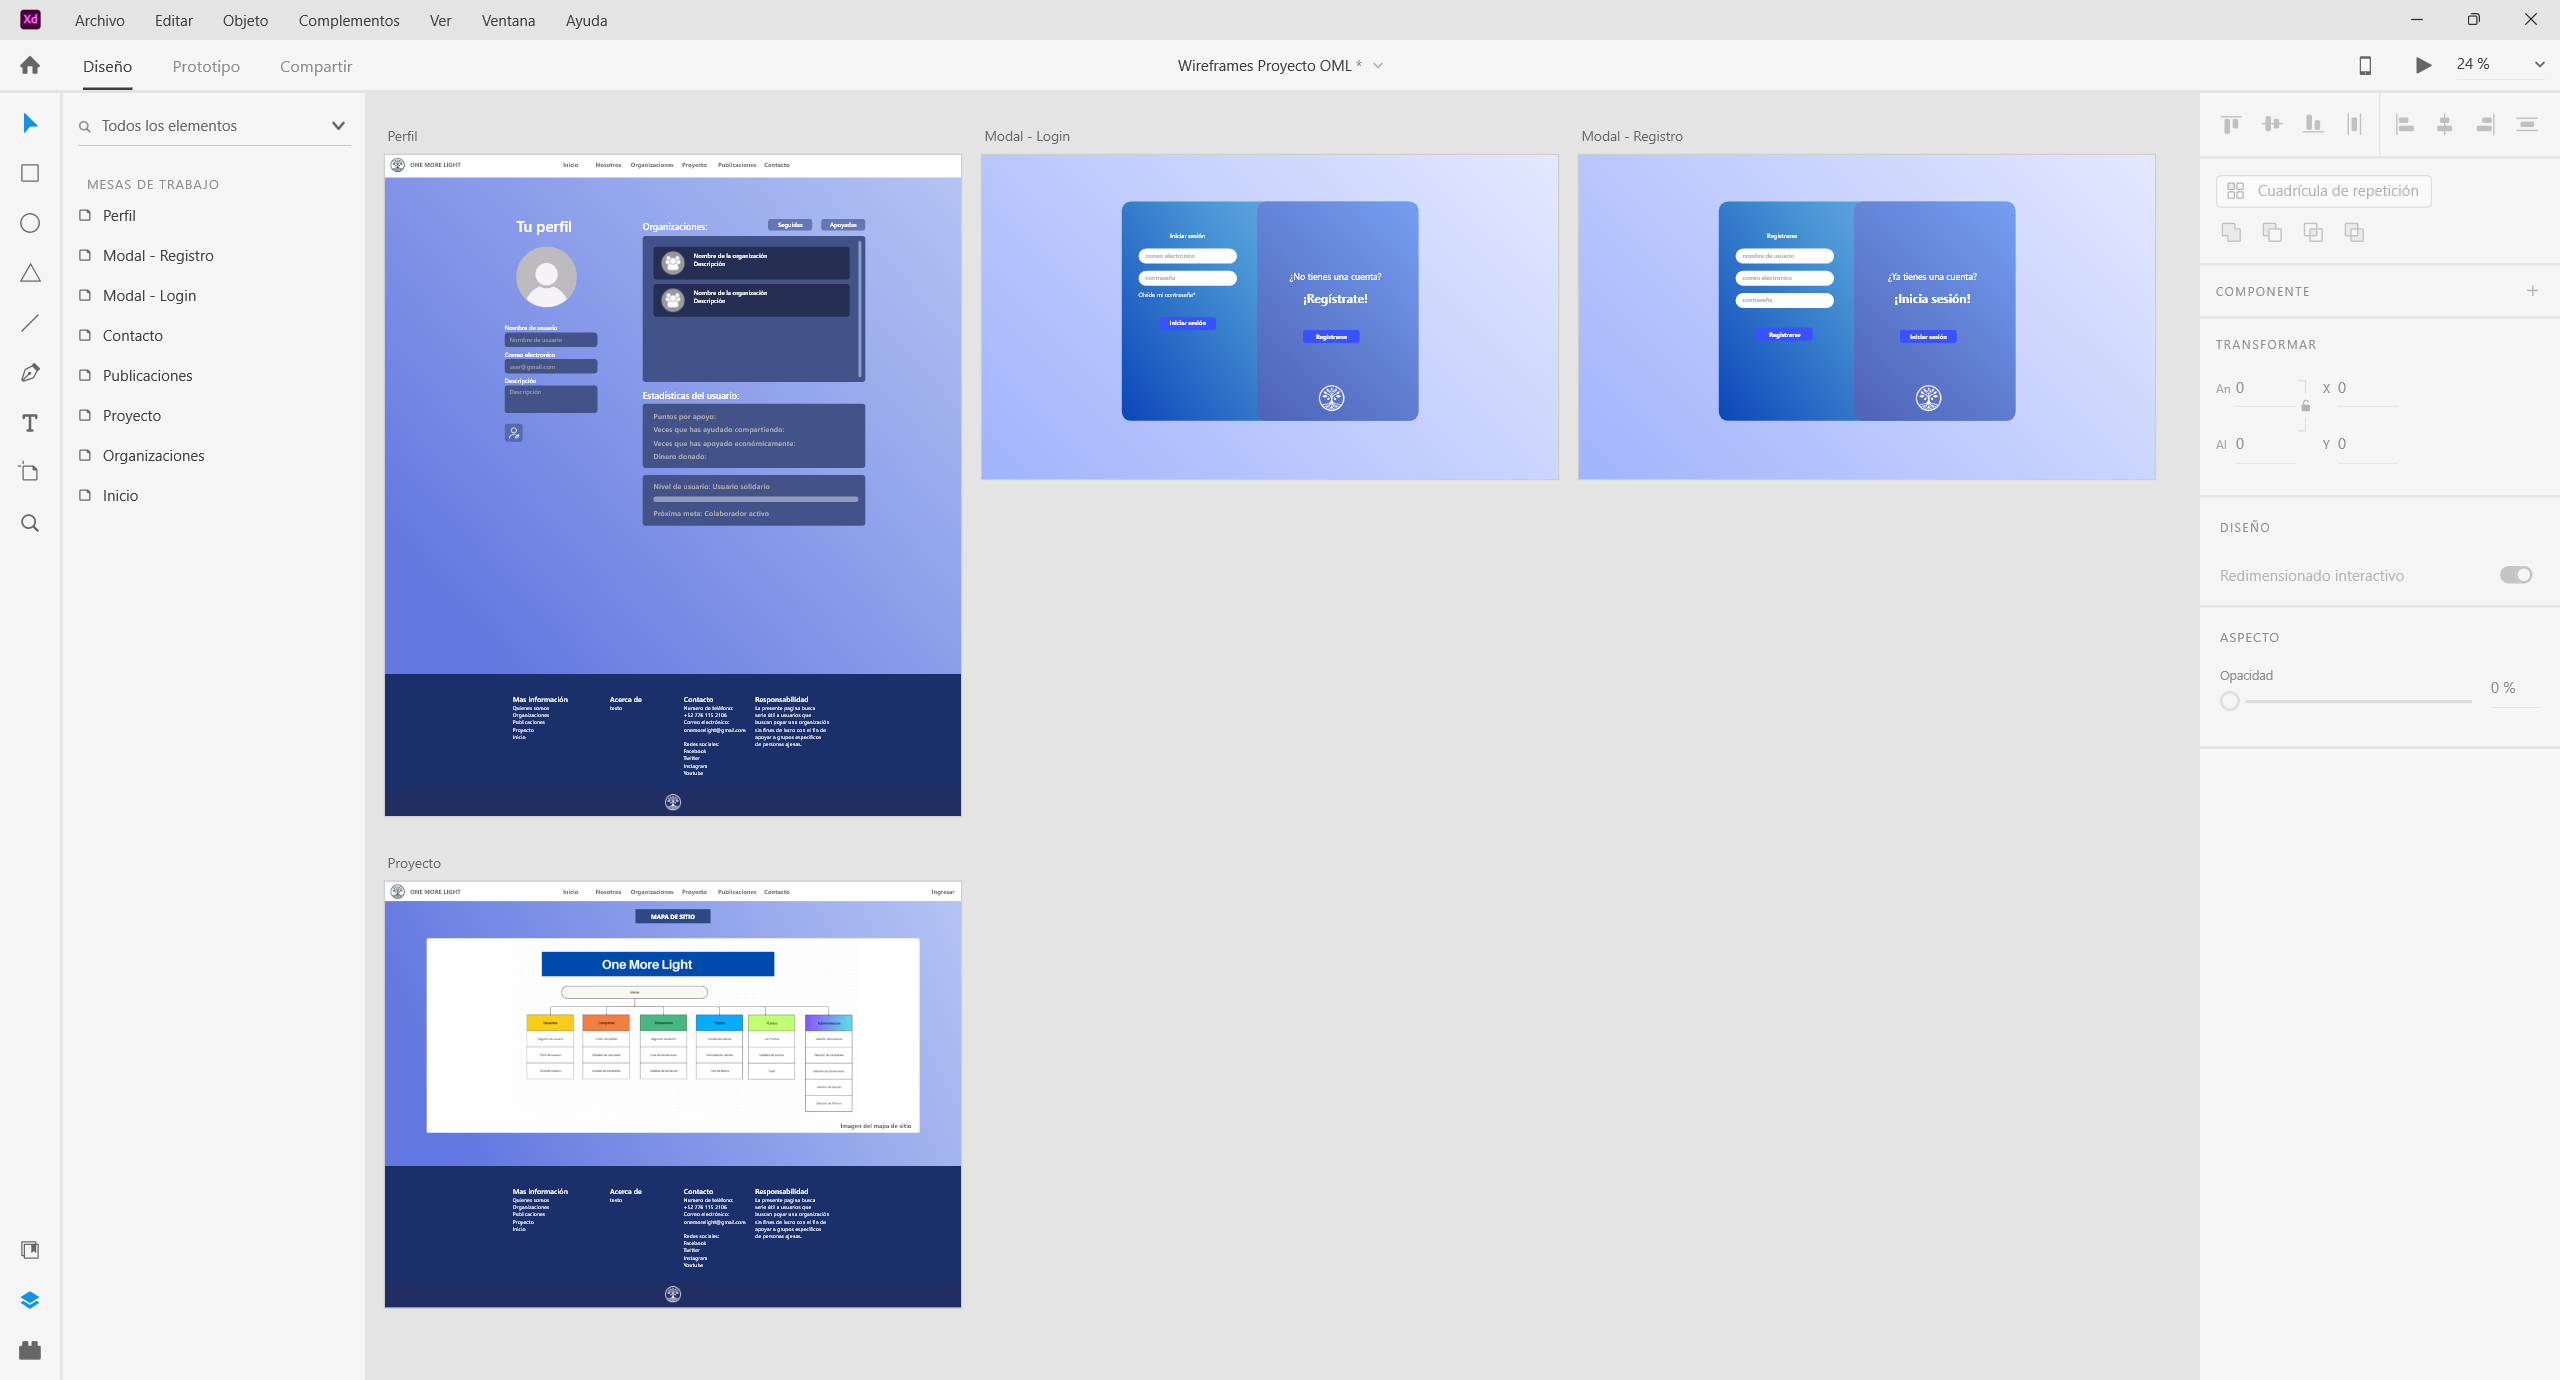 Xd Archivo Editar Objeto Complementos Ver Ventana Ayuda
Diseño Prototipo Compartir
Wireframes Proyecto OML *
24 %
Todos los elementos
MESAS DE TRABAJO
Perfil
Modal - Registro
Modal - Login
Contacto
Publicaciones
Proyecto
Organizaciones
Inicio
Perfil
ONE MORE LIGHT Inicio Nosotros Organizaciones Proyecto Publicaciones Contacto
Tu perfil
Nombre de usuario
Nombre de usuario
Correo electronico
user@gmail.com
Descripción
Descripción
Organizaciones:
Seguidas Apoyadas
Nombre de la organización
Descripción
Nombre de la organización
Descripción
Estadísticas del usuario:
Puntos por apoyo:
Veces que has ayudado compartiendo:
Veces que has apoyado económicamente:
Dinero donado:
Nivel de usuario: Usuario solidario
Próxima meta: Colaborador activo
Mas información
Quienes somos
Organizaciones
Publicaciones
Proyecto
Inicio
Acerca de
texto
Contacto
Numero de teléfono:
+52 776 115 2106
Correo electrónico:
onemorelight@gmail.com
Redes sociales:
Facebook
Twitter
Instagram
Youtube
Responsabilidad
La presente pagina busca
serle útil a usuarios que
buscan poyar una organización
sin fines de lucro con el fin de
apoyar a grupos específicos
de personas ajenas.
Modal - Login
Iniciar sesión
correo electronico
contraseña
Olvide mi contraseña*
Iniciar sesión
¿No tienes una cuenta?
¡Regístrate!
Registrarse
Modal - Registro
Registrarse
nombre de usuario
correo electronico
contraseña
Registrarse
¿Ya tienes una cuenta?
¡Inicia sesión!
Iniciar sesión
Proyecto
ONE MORE LIGHT Inicio Nosotros Organizaciones Proyecto Publicaciones Contacto Ingresar
MAPA DE SITIO
One More Light
Imagen del mapa de sitio
Mas información
Quienes somos
Organizaciones
Publicaciones
Proyecto
Inicio
Acerca de
texto
Contacto
Numero de teléfono:
+52 776 115 2106
Correo electrónico:
onemorelight@gmail.com
Redes sociales:
Facebook
Twitter
Instagram
Youtube
Responsabilidad
La presente pagina busca
serle útil a usuarios que
buscan poyar una organización
sin fines de lucro con el fin de
apoyar a grupos específicos
de personas ajenas.
Cuadrícula de repetición
COMPONENTE
TRANSFORMAR
An 0 X 0
Al 0 Y 0
DISEÑO
Redimensionado interactivo
ASPECTO
Opacidad
0 %